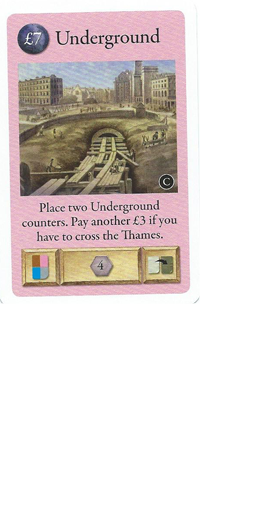 £7 Underground
C
Place two Underground
counters. Pay another £3 if you
have to cross the Thames.
4